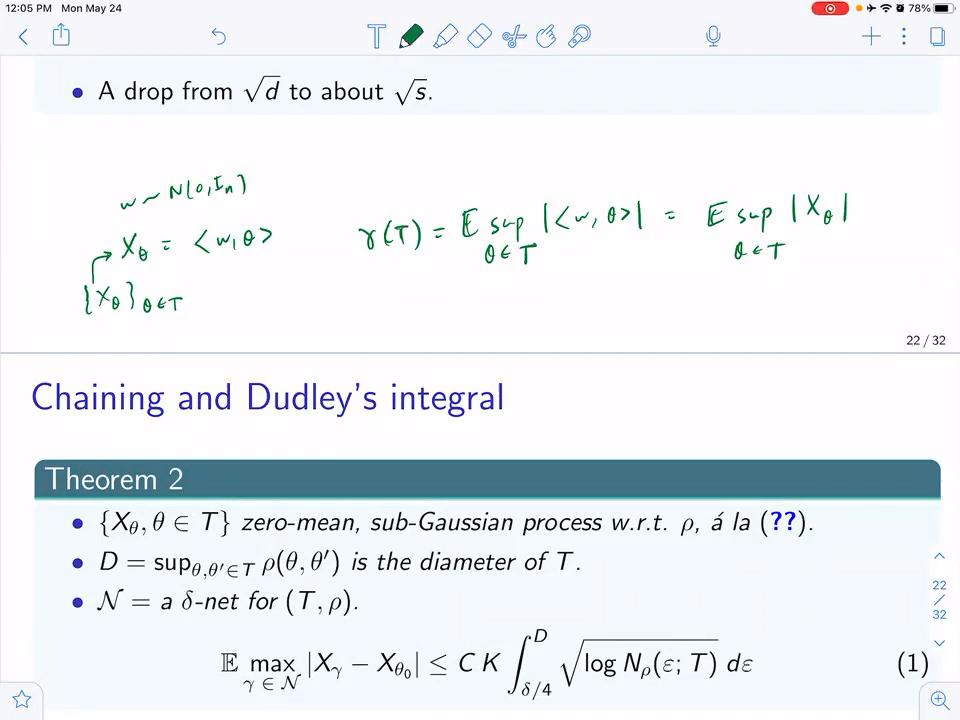 12:05 PM Mon May 24
78%
• A drop from √d to about √s.
w ~ N(0, Iₙ)
X_θ = <w, θ>
{X_θ}_{θ∈T}
γ(T) = 𝔼 sup_{θ∈T} |<w, θ>| = 𝔼 sup_{θ∈T} |X_θ|
22 / 32
Chaining and Dudley's integral
Theorem 2
• {X_θ, θ ∈ T} zero-mean, sub-Gaussian process w.r.t. ρ, á la (??).
• D = sup_{θ,θ′∈T} ρ(θ, θ′) is the diameter of T.
• 𝒩 = a δ-net for (T, ρ).
𝔼 max_{γ ∈ 𝒩} |X_γ − X_{θ₀}| ≤ C K ∫_{δ/4}^{D} √(log N_ρ(ε; T)) dε (1)
22
/
32